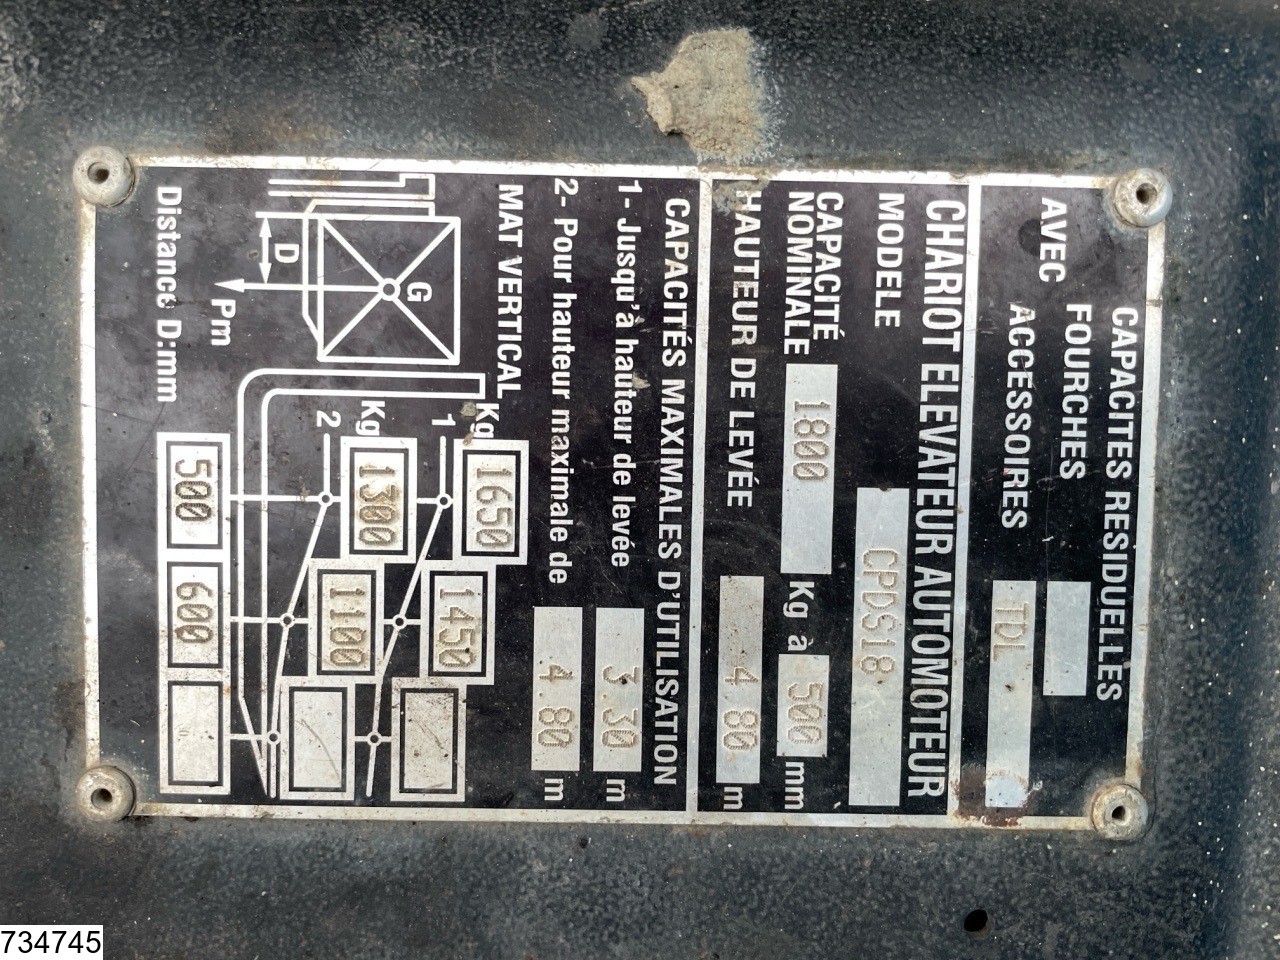 CAPACITES RESIDUELLES
FOURCHES
AVEC
ACCESSOIRES TDL
CHARIOT ELEVATEUR AUTOMOTEUR
MODELE CPDS18
CAPACITÉ
NOMINALE 1800 Kg à 500 mm
HAUTEUR DE LEVÉE 4 80 m
CAPACITÉS MAXIMALES D'UTILISATION
1- Jusqu'à hauteur de levée 3.30 m
2- Pour hauteur maximale de 4.80 m
MAT VERTICAL
Kg 1650 1450
1
G
Kg 1300 1100
2
D
Pm
Distance D:mm 500 600
734745